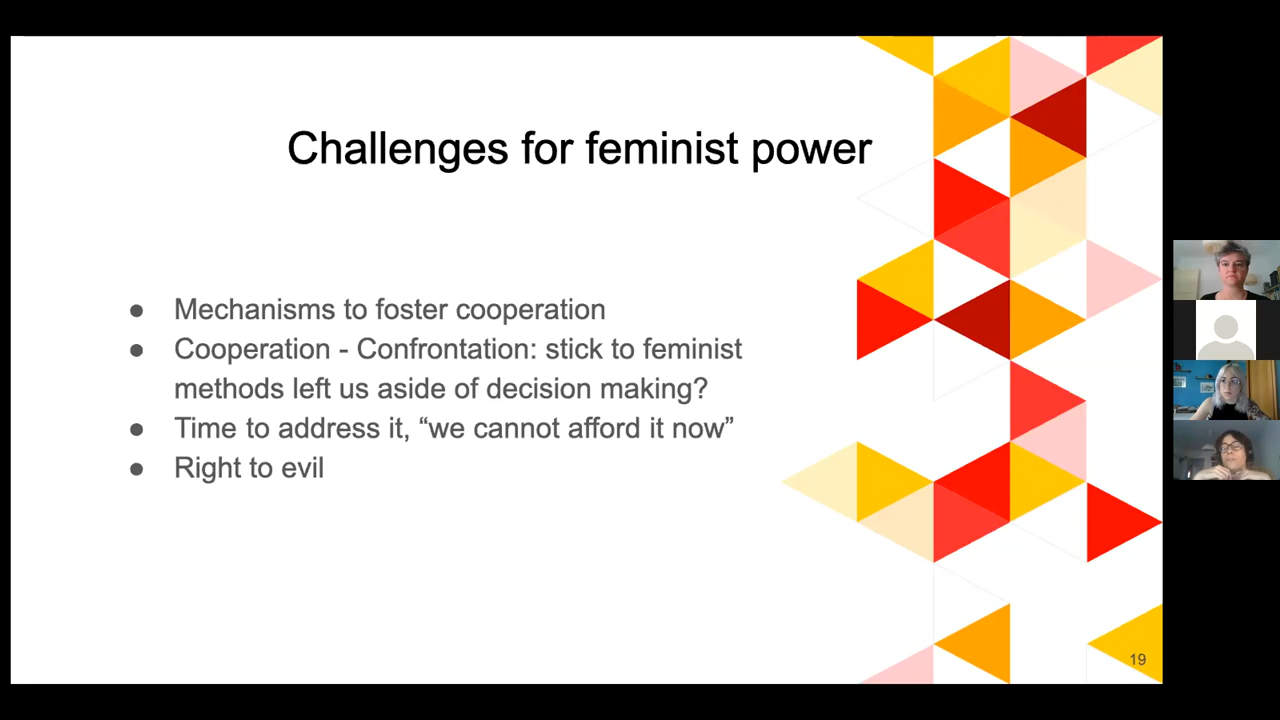 Challenges for feminist power
● Mechanisms to foster cooperation
● Cooperation - Confrontation: stick to feminist
methods left us aside of decision making?
● Time to address it, “we cannot afford it now”
● Right to evil
19